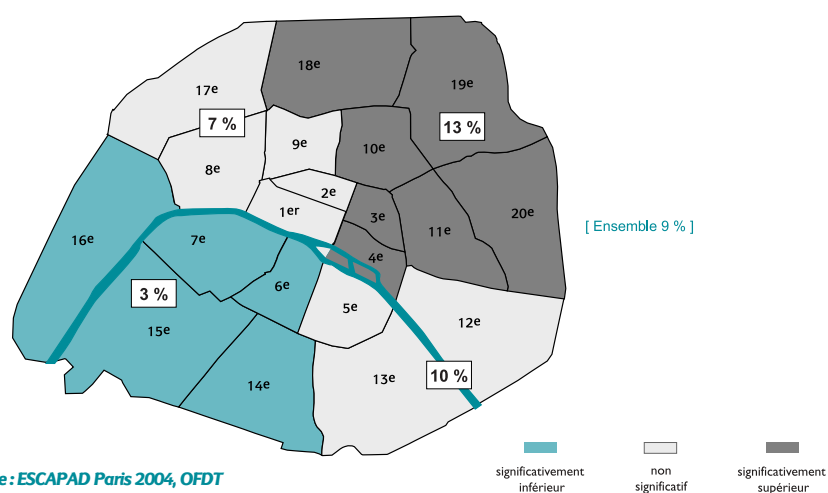 18e
19e
17e
7 %
13 %
9e
10e
8e
2e
1er
3e
20e
11e
[ Ensemble 9 % ]
16e
7e
4e
6e
3 %
5e
15e
12e
10 %
13e
14e
e : ESCAPAD Paris 2004, OFDT
significativement
inférieur
non
significatif
significativement
supérieur